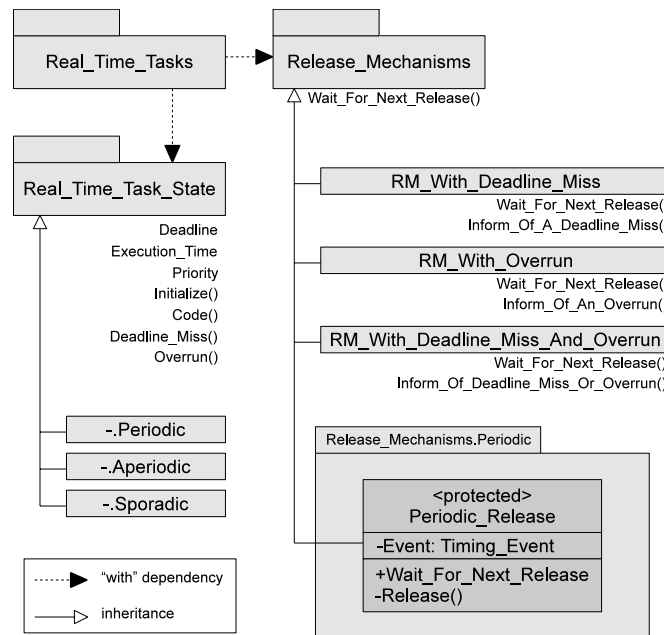 Real_Time_Tasks
Release_Mechanisms
Wait_For_Next_Release()
Real_Time_Task_State
Deadline
Execution_Time
Priority
Initialize()
Code()
Deadline_Miss()
Overrun()
RM_With_Deadline_Miss
Wait_For_Next_Release(
Inform_Of_A_Deadline_Miss(
RM_With_Overrun
Wait_For_Next_Release(
Inform_Of_An_Overrun(
RM_With_Deadline_Miss_And_Overrun
Wait_For_Next_Release()
Inform_Of_Deadline_Miss_Or_Overrun()
-.Periodic
-.Aperiodic
-.Sporadic
Release_Mechanisms.Periodic
<protected>
Periodic_Release
-Event: Timing_Event
+Wait_For_Next_Release
-Release()
“with” dependency
inheritance